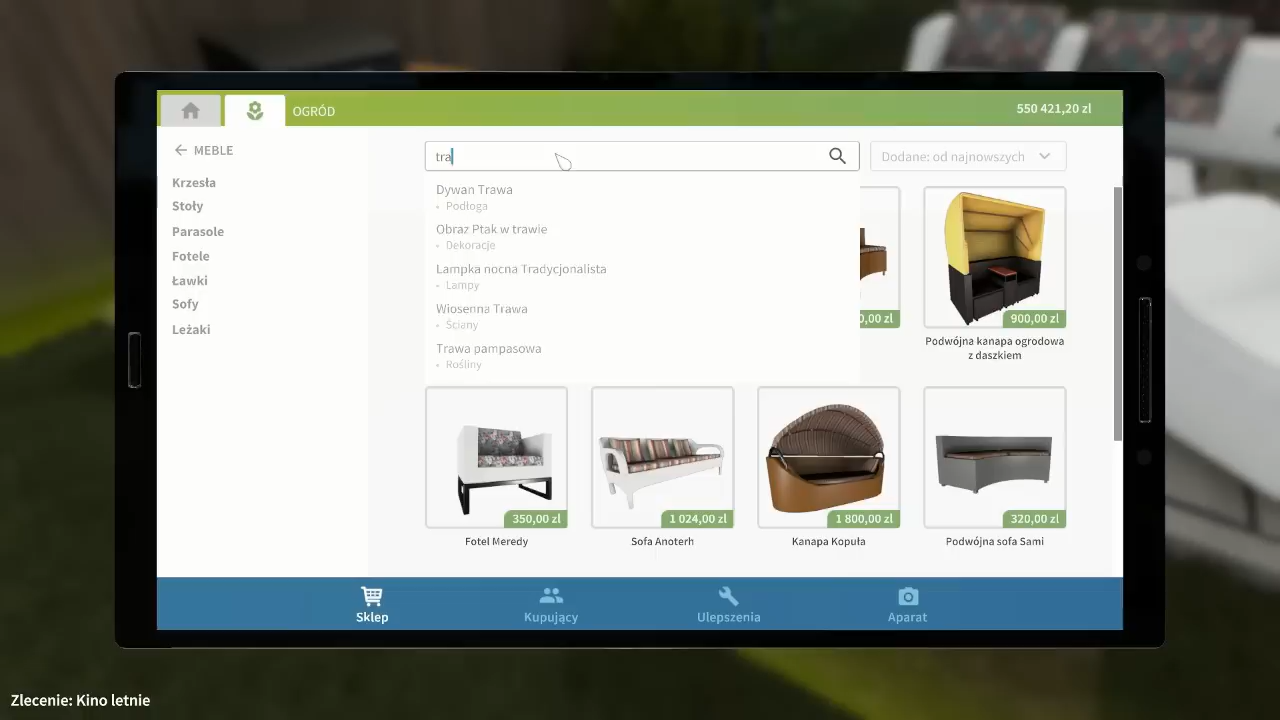 OGRÓD
550 421,20 zl
MEBLE
tra
Dodane: od najnowszych
Krzesła
Stoły
Parasole
Fotele
Ławki
Sofy
Leżaki
Dywan Trawa
• Podłoga
Obraz Ptak w trawie
• Dekoracje
Lampka nocna Tradycjonalista
• Lampy
Wiosenna Trawa
• Ściany
Trawa pampasowa
• Rośliny
0,00 zl
900,00 zl
Podwójna kanapa ogrodowa
z daszkiem
350,00 zl
1 024,00 zl
1 800,00 zl
320,00 zl
Fotel Meredy
Sofa Anoterh
Kanapa Kopuła
Podwójna sofa Sami
Sklep
Kupujący
Ulepszenia
Aparat
Zlecenie: Kino letnie